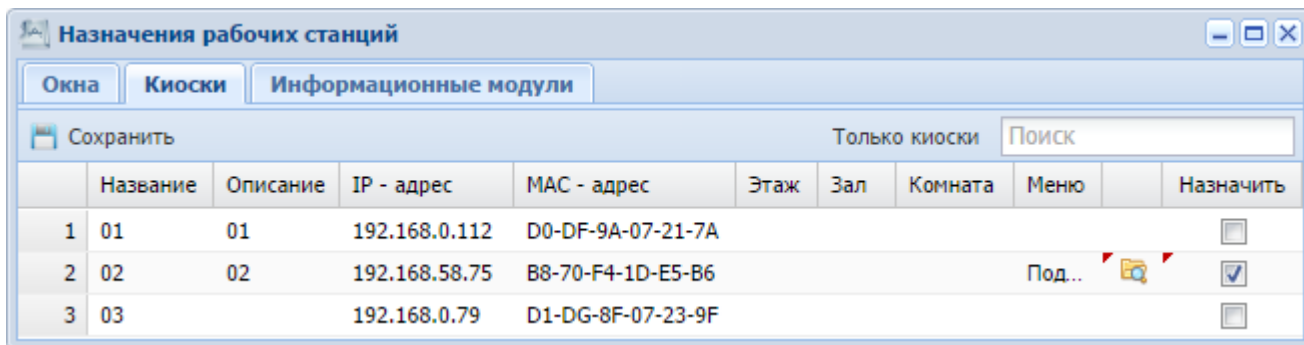 Назначения рабочих станций
Окна Киоски Информационные модули
Сохранить Только киоски Поиск
Название Описание IP - адрес MAC - адрес Этаж Зал Комната Меню Назначить
1 01 01 192.168.0.112 D0-DF-9A-07-21-7A
2 02 02 192.168.58.75 B8-70-F4-1D-E5-B6 Под...
3 03 192.168.0.79 D1-DG-8F-07-23-9F